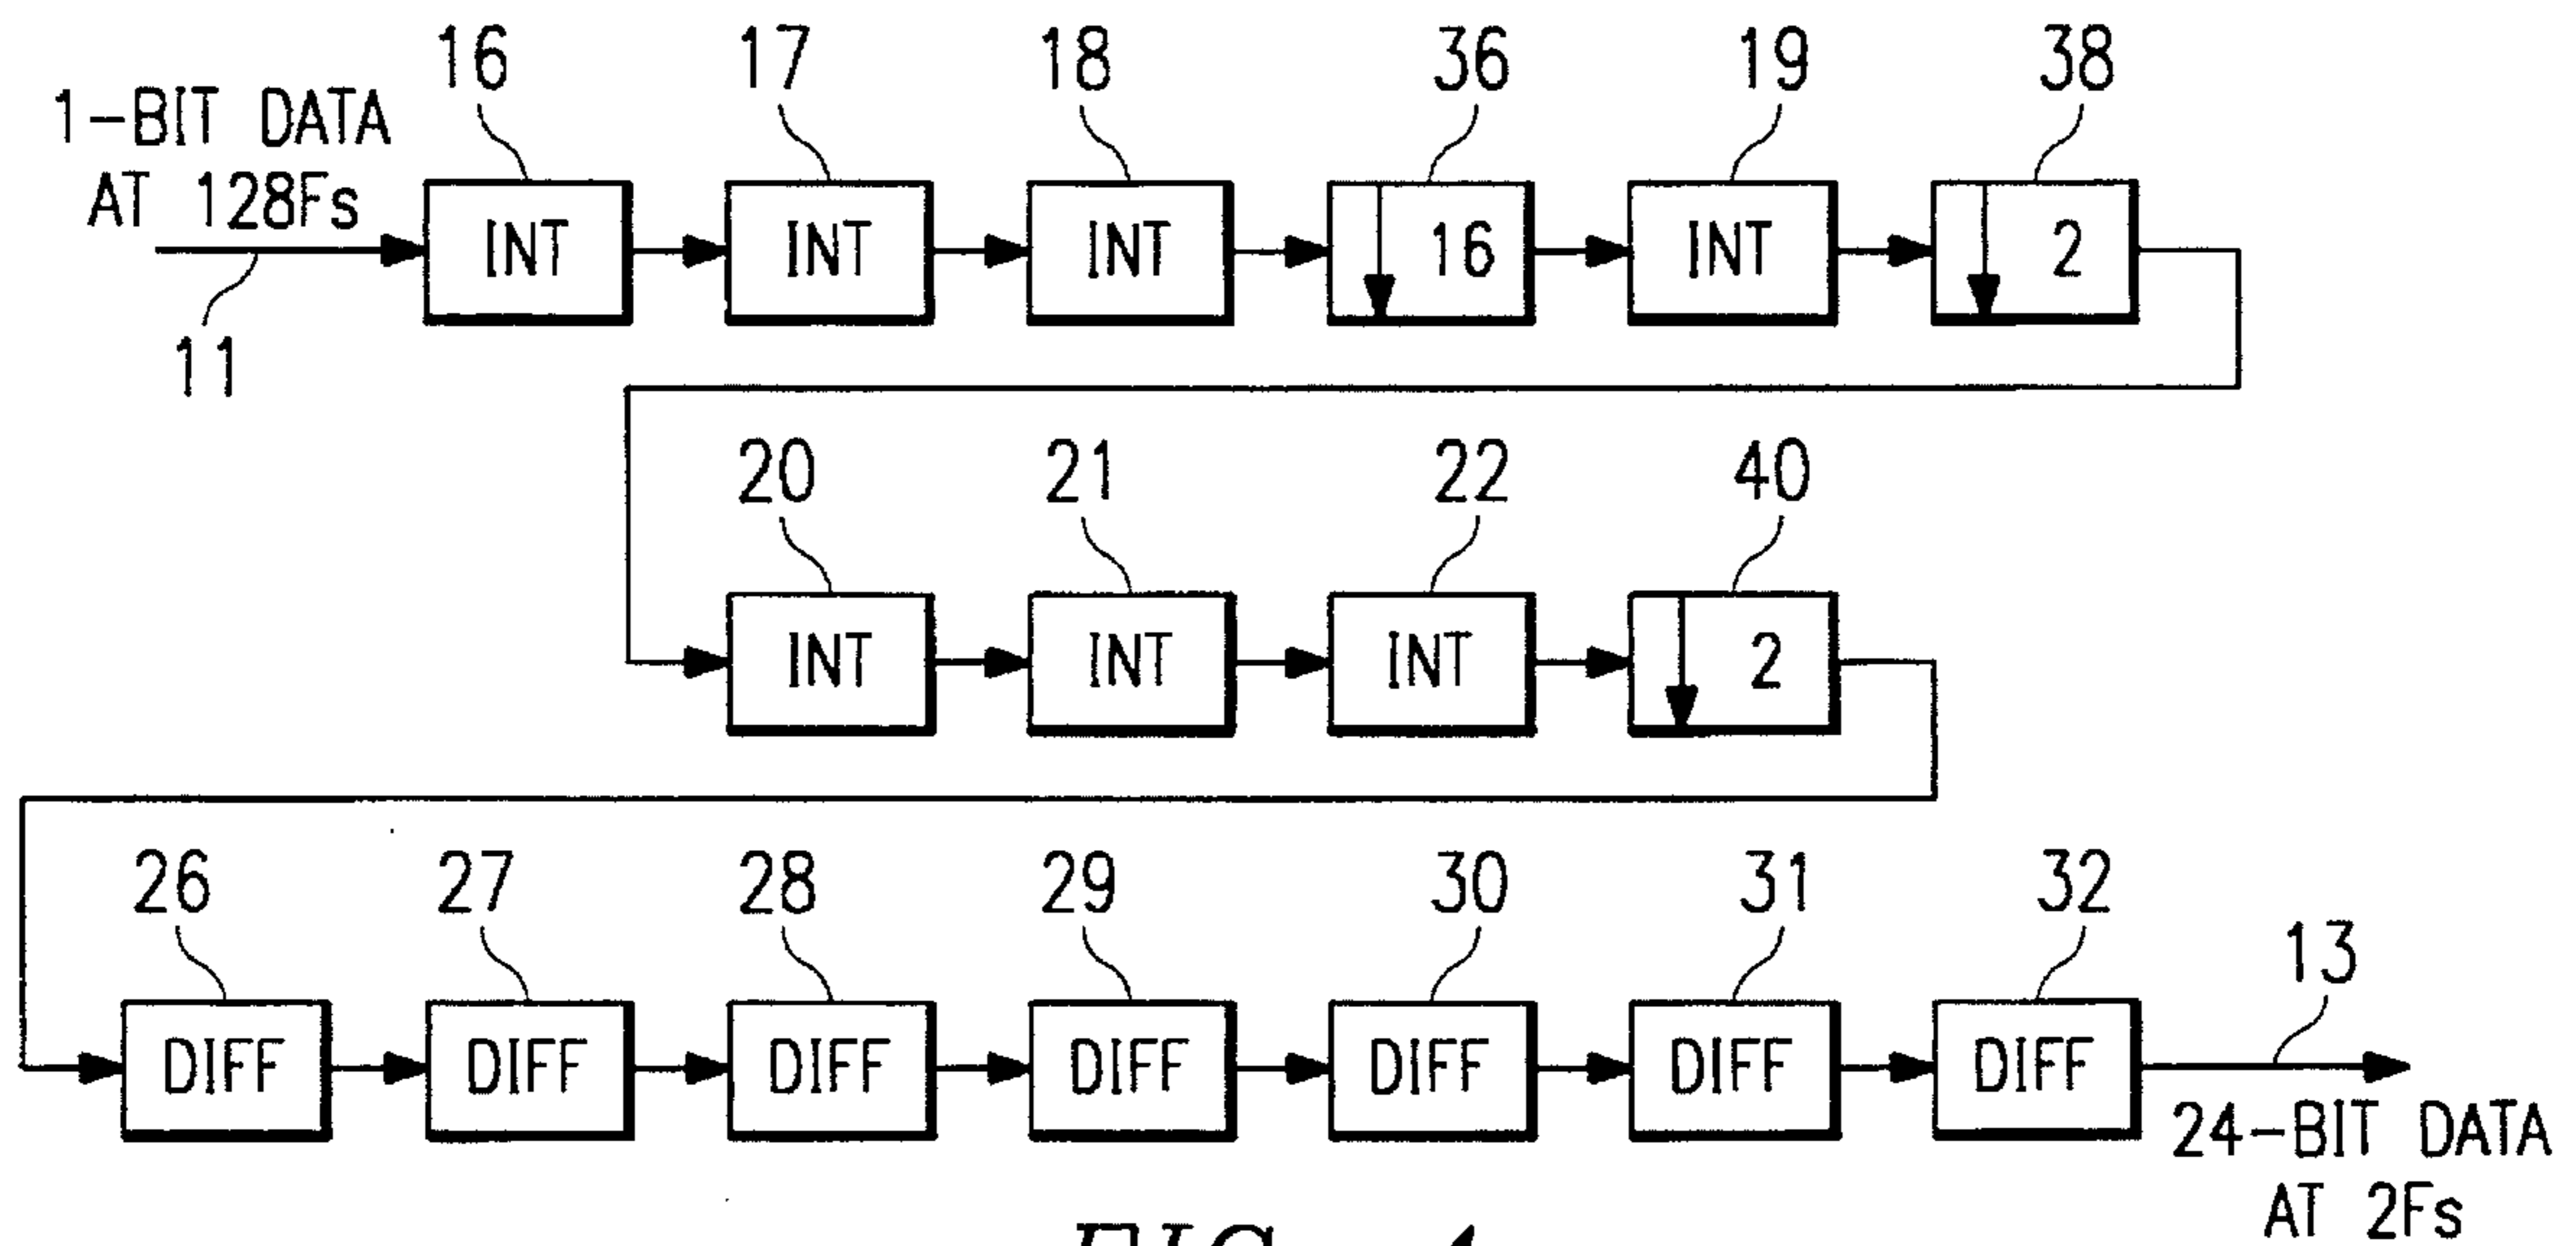 16 17 18 36 19 38
1-BIT DATA
AT 128Fs
INT INT INT 16 INT 2
11
20 21 22 40
INT INT INT 2
26 27 28 29 30 31 32
13
DIFF DIFF DIFF DIFF DIFF DIFF DIFF
24-BIT DATA
AT 2Fs